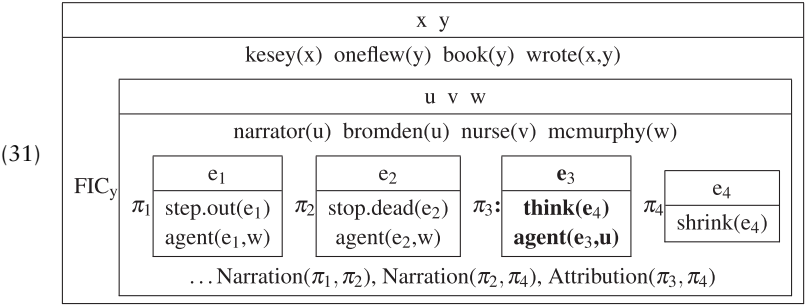 (31)
x y
kesey(x) oneflew(y) book(y) wrote(x,y)
FIC_y
u v w
narrator(u) bromden(u) nurse(v) mcmurphy(w)
π₁ e₁
step.out(e₁)
agent(e₁,w)
π₂ e₂
stop.dead(e₂)
agent(e₂,w)
π₃: e₃
think(e₄)
agent(e₃,u)
π₄ e₄
shrink(e₄)
…Narration(π₁,π₂), Narration(π₂,π₄), Attribution(π₃,π₄)